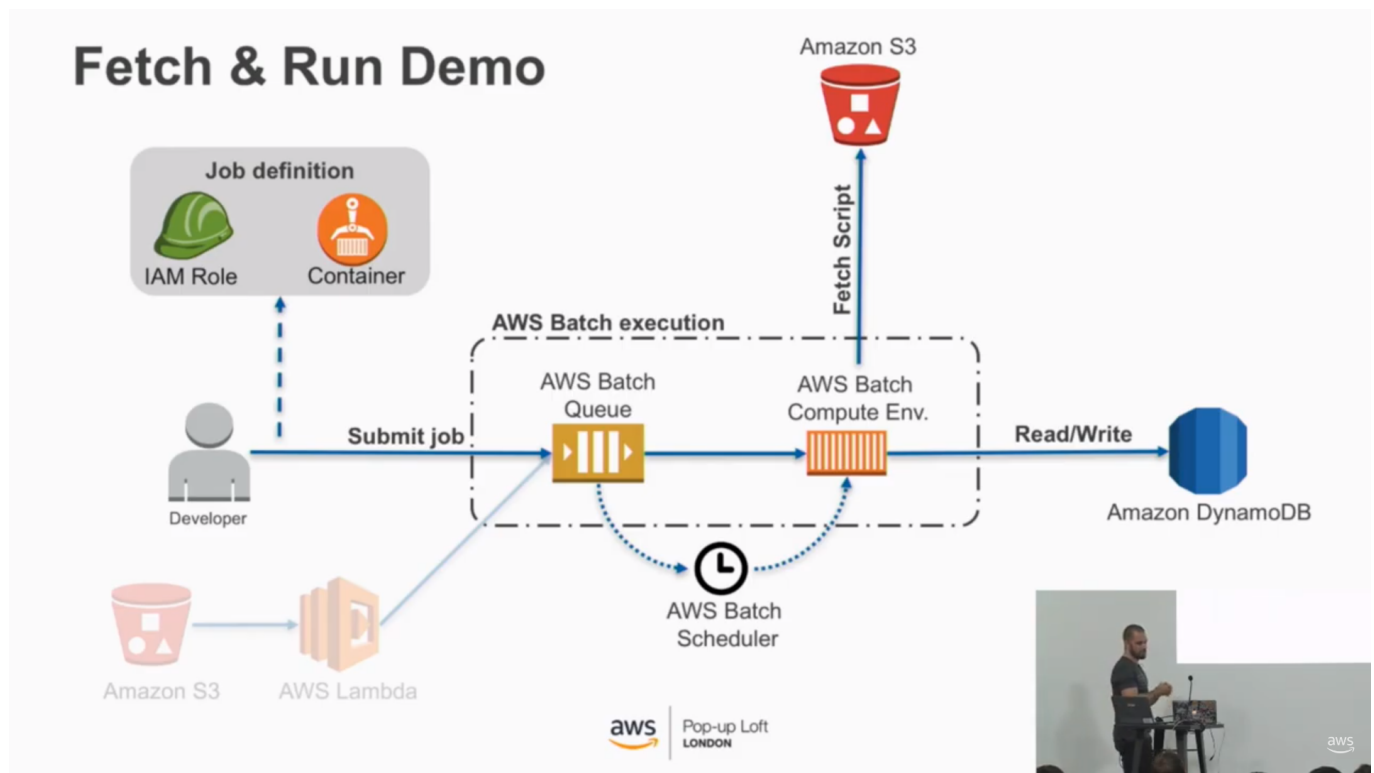 Fetch & Run Demo
Amazon S3
Job definition
IAM Role
Container
Fetch Script
AWS Batch execution
AWS Batch
Queue
AWS Batch
Compute Env.
Submit job
Read/Write
Developer
Amazon DynamoDB
AWS Batch
Scheduler
Amazon S3
AWS Lambda
aws
Pop-up Loft
LONDON
aws